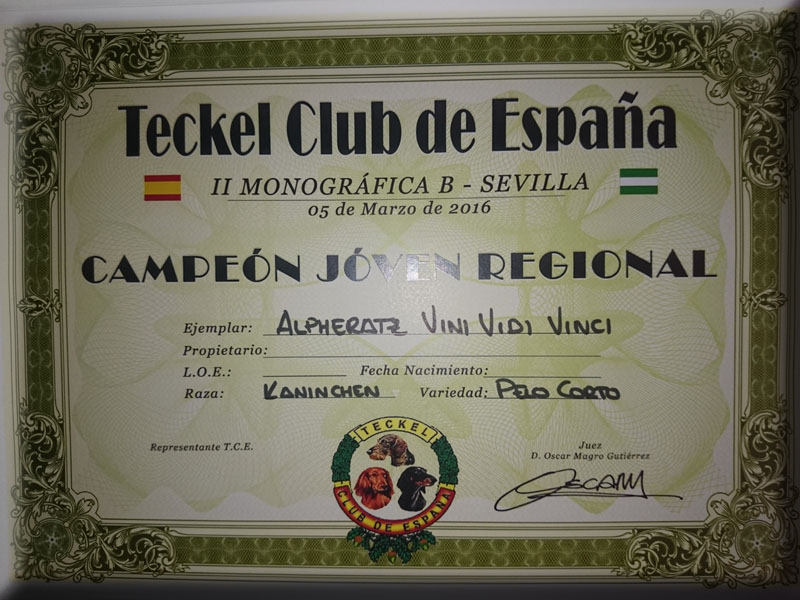 Teckel Club de España
II MONOGRÁFICA B - SEVILLA
05 de Marzo de 2016
CAMPEÓN JÓVEN REGIONAL
Ejemplar: ALPHERATZ VINI VIDI VINCI
Propietario:
L.O.E.: Fecha Nacimiento:
Raza: KANINCHEN Variedad: PELO CORTO
Representante T.C.E.
Juez
D. Oscar Magro Gutiérrez
TECKEL
CLUB DE ESPAÑA